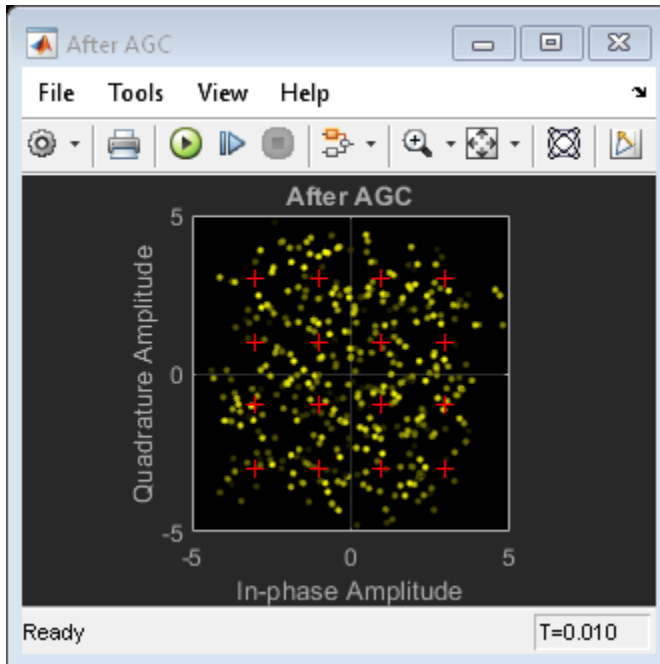 After AGC
File Tools View Help
After AGC
5
0
-5
Quadrature Amplitude
-5 0 5
In-phase Amplitude
Ready T=0.010